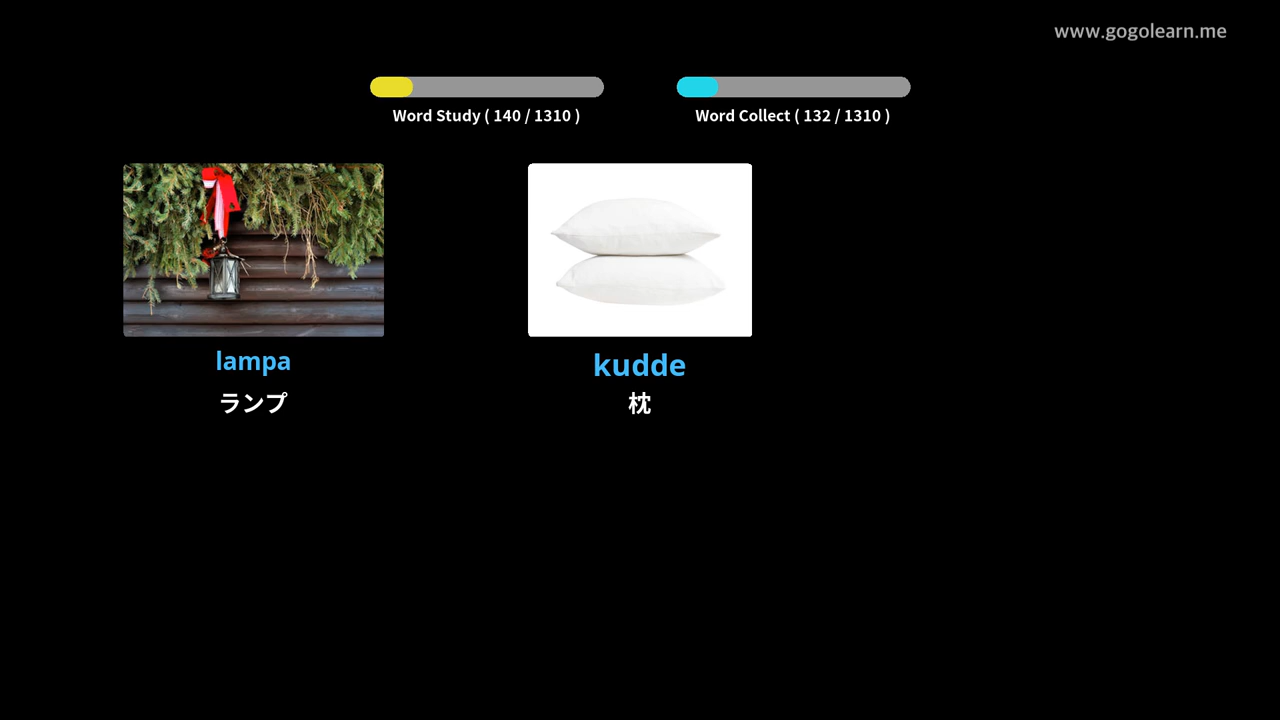 www.gogolearn.me
Word Study ( 140 / 1310 )
Word Collect ( 132 / 1310 )
lampa
ランプ
kudde
枕